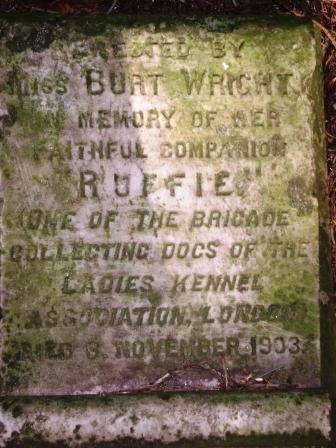 ERECTED BY
MISS BURT WRIGHT,
IN MEMORY OF HER
FAITHFUL COMPANION
"RUFFIE"
(ONE OF THE BRIGADE
COLLECTING DOGS OF THE
LADIES KENNEL
ASSOCIATION, LONDON)
DIED 3. NOVEMBER, 1903.